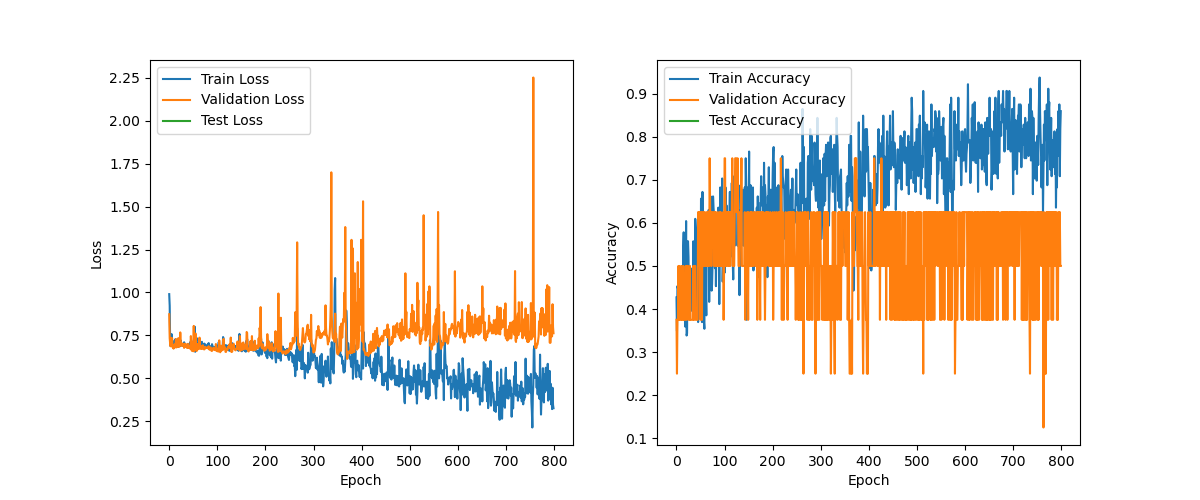 Train Loss
Validation Loss
Test Loss
2.25
2.00
1.75
1.50
1.25
1.00
0.75
0.50
0.25
Loss
0 100 200 300 400 500 600 700 800
Epoch
Train Accuracy
Validation Accuracy
Test Accuracy
0.9
0.8
0.7
0.6
0.5
0.4
0.3
0.2
0.1
Accuracy
0 100 200 300 400 500 600 700 800
Epoch